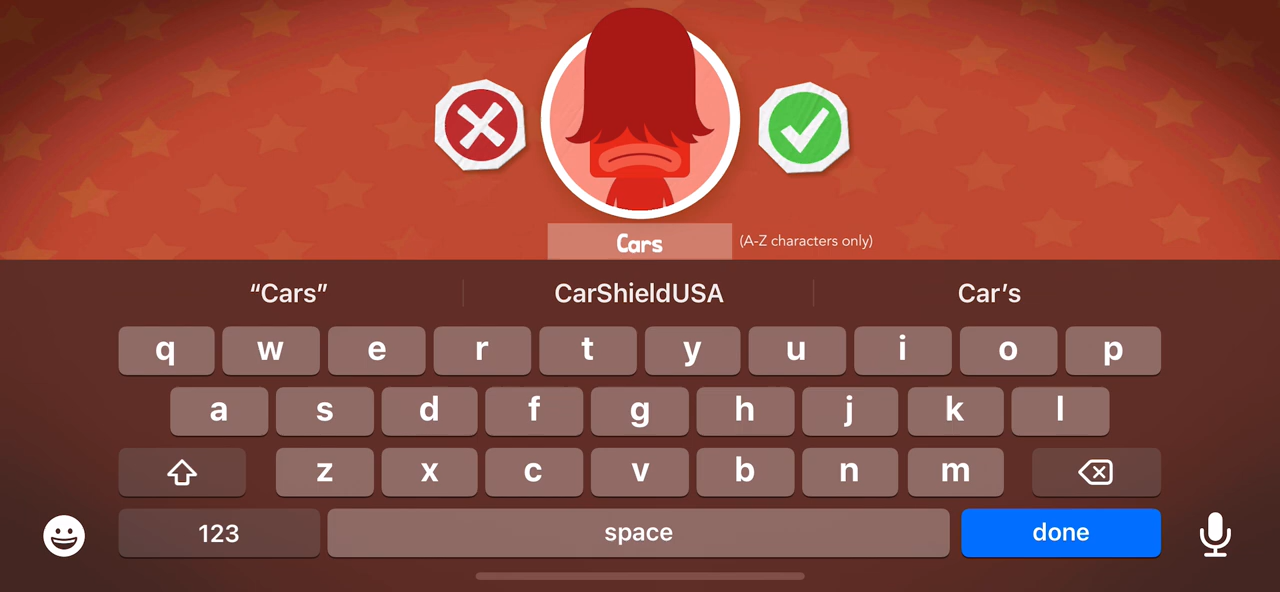 Cars
(A-Z characters only)
“Cars” CarShieldUSA Car’s
q w e r t y u i o p
a s d f g h j k l
z x c v b n m
123 space done